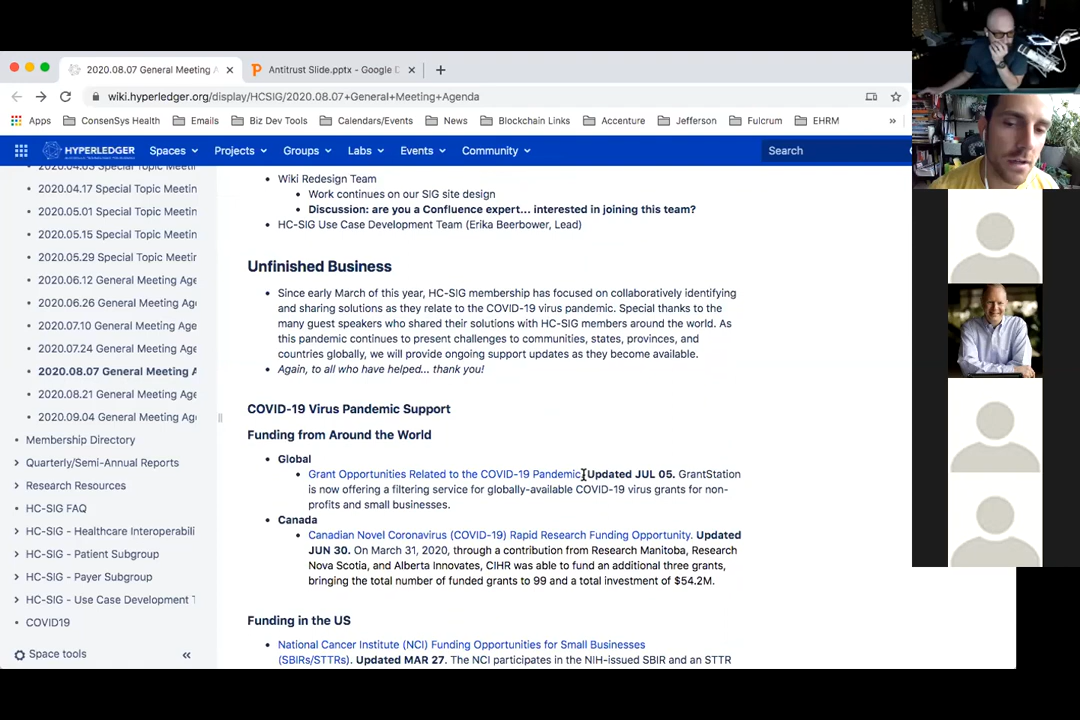 2020.08.07 General Meeting A
Antitrust Slide.pptx - Google D
wiki.hyperledger.org/display/HCSIG/2020.08.07+General+Meeting+Agenda
Apps ConsenSys Health Emails Biz Dev Tools Calendars/Events News Blockchain Links Accenture Jefferson Fulcrum EHRM »
HYPERLEDGER Spaces Projects Groups Labs Events Community Search
2020.04.17 Special Topic Meetin
2020.05.01 Special Topic Meetin
2020.05.15 Special Topic Meetin
2020.05.29 Special Topic Meetin
2020.06.12 General Meeting Age
2020.06.26 General Meeting Age
2020.07.10 General Meeting Age
2020.07.24 General Meeting Age
2020.08.07 General Meeting A
2020.08.21 General Meeting Age
2020.09.04 General Meeting Age
Membership Directory
Quarterly/Semi-Annual Reports
Research Resources
HC-SIG FAQ
HC-SIG - Healthcare Interoperabili
HC-SIG - Patient Subgroup
HC-SIG - Payer Subgroup
HC-SIG - Use Case Development T
COVID19
Space tools «
Wiki Redesign Team
Work continues on our SIG site design
Discussion: are you a Confluence expert... interested in joining this team?
HC-SIG Use Case Development Team (Erika Beerbower, Lead)
Unfinished Business
Since early March of this year, HC-SIG membership has focused on collaboratively identifying
and sharing solutions as they relate to the COVID-19 virus pandemic. Special thanks to the
many guest speakers who shared their solutions with HC-SIG members around the world. As
this pandemic continues to present challenges to communities, states, provinces, and
countries globally, we will provide ongoing support updates as they become available.
Again, to all who have helped... thank you!
COVID-19 Virus Pandemic Support
Funding from Around the World
Global
Grant Opportunities Related to the COVID-19 Pandemic. Updated JUL 05. GrantStation
is now offering a filtering service for globally-available COVID-19 virus grants for non-
profits and small businesses.
Canada
Canadian Novel Coronavirus (COVID-19) Rapid Research Funding Opportunity. Updated
JUN 30. On March 31, 2020, through a contribution from Research Manitoba, Research
Nova Scotia, and Alberta Innovates, CIHR was able to fund an additional three grants,
bringing the total number of funded grants to 99 and a total investment of $54.2M.
Funding in the US
National Cancer Institute (NCI) Funding Opportunities for Small Businesses
(SBIRs/STTRs). Updated MAR 27. The NCI participates in the NIH-issued SBIR and an STTR